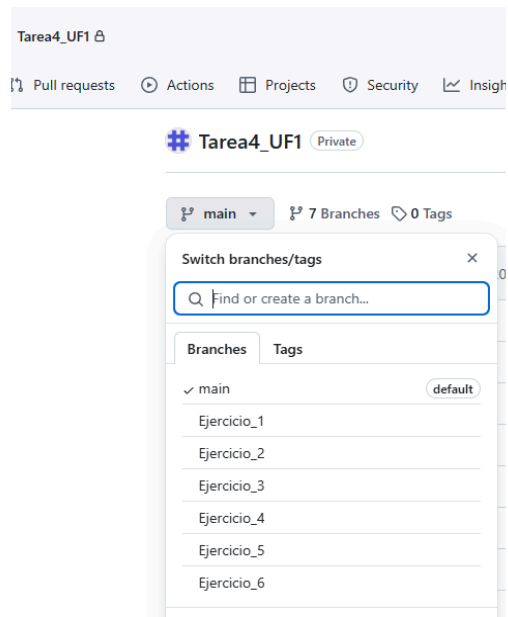 Tarea4_UF1
Pull requests Actions Projects Security Insigh
Tarea4_UF1 Private
main 7 Branches 0 Tags
Switch branches/tags
Find or create a branch...
Branches Tags
main default
Ejercicio_1
Ejercicio_2
Ejercicio_3
Ejercicio_4
Ejercicio_5
Ejercicio_6